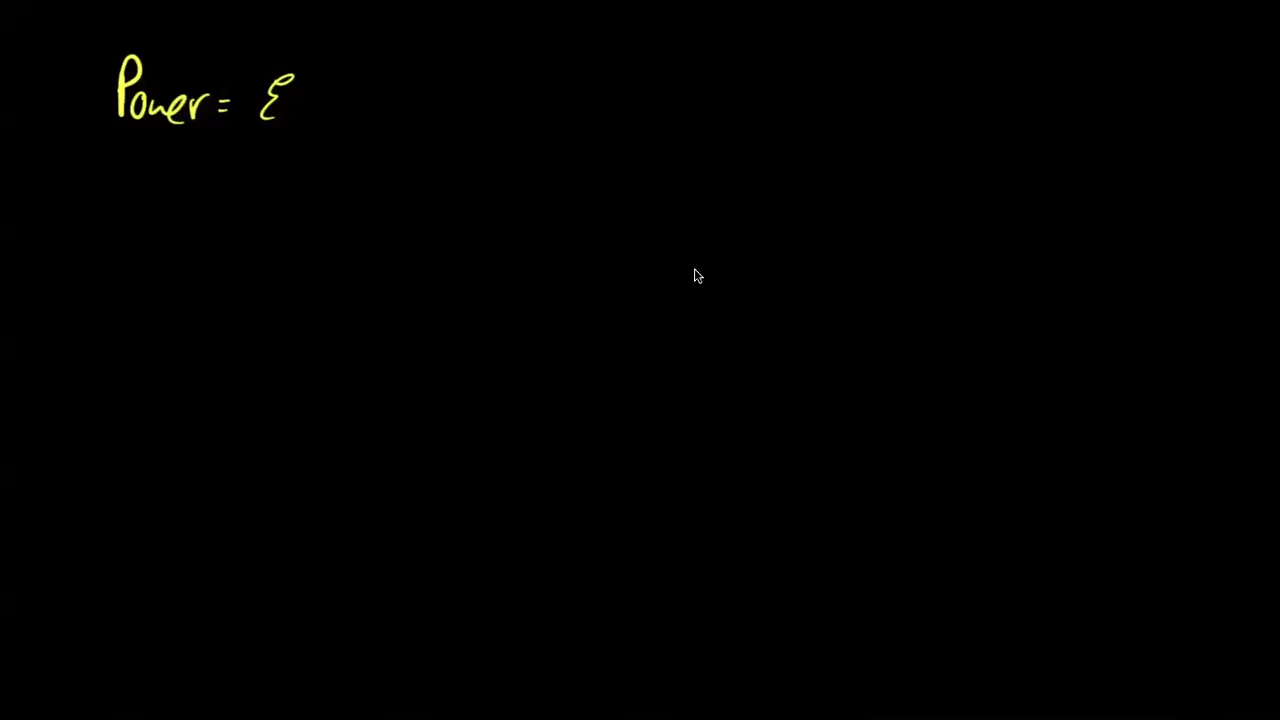 Power = ℰ